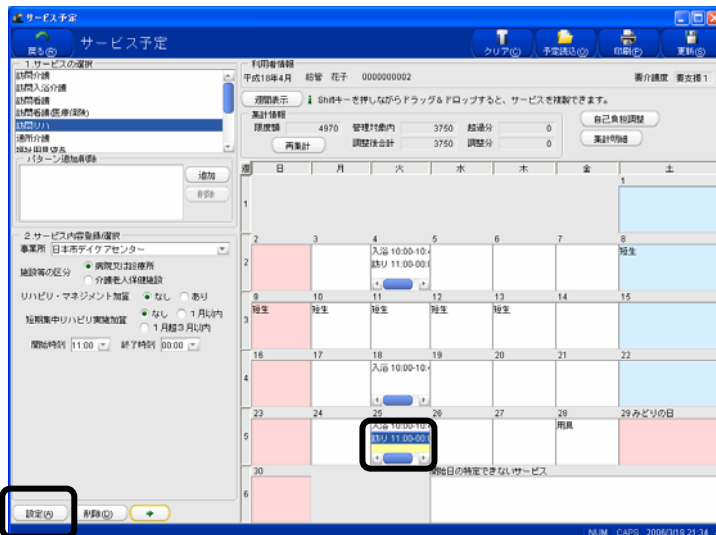 サービス予定
戻る(R)
サービス予定
クリア(C)
予定読込(O)
印刷(P)
更新(S)
1.サービスの選択
訪問介護
訪問入浴介護
訪問看護
訪問看護(医療保険)
訪問リハ
通所介護
福祉用具貸与
パターン追加削除
追加
削除
2.サービス内容登録/選択
事業所 日本市デイケアセンター
施設等の区分
病院又は診療所
介護老人保健施設
リハビリ・マネジメント加算 なし あり
短期集中リハビリ実施加算 なし 1月以内
1月超3月以内
開始時刻 11:00 終了時刻 00:00
設定(A)
削除(D)
利用者情報
平成18年4月 給管 花子 0000000002 要介護度 要支援1
週間表示 Shiftキーを押しながらドラッグ&ドロップすると、サービスを複製できます。
集計情報
限度額 4970 管理対象内 3750 超過分 0
再集計 調整後合計 3750 調整分 0
自己負担調整
集計明細
週 日 月 火 水 木 金 土
1
1
2 3 4 5 6 7 8
2
入浴 10:00-10:
訪リ 11:00-00:
短生
9 10 11 12 13 14 15
3
短生 短生 短生 短生 短生
16 17 18 19 20 21 22
4
入浴 10:00-10:
23 24 25 26 27 28 29 みどりの日
5
入浴 10:00-10:
訪リ 11:00-00:
用具
30
開始日の特定できないサービス
6
NUM CAPS 2006/3/18 21:34